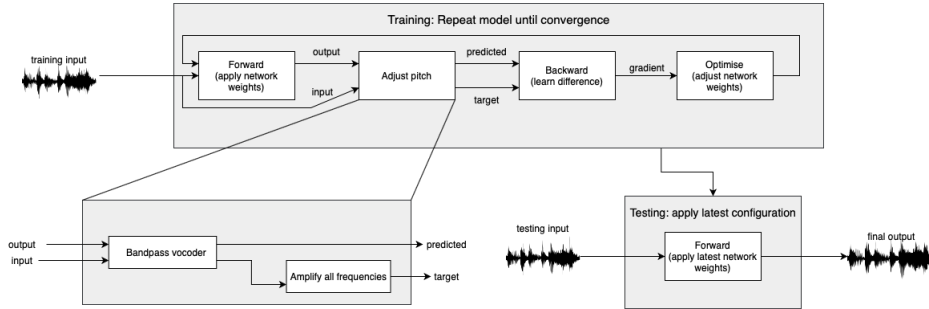 Training: Repeat model until convergence
training input
Forward
(apply network
weights)
output
input
Adjust pitch
predicted
target
Backward
(learn difference)
gradient
Optimise
(adjust network
weights)
output
input
Bandpass vocoder
Amplify all frequencies
predicted
target
Testing: apply latest configuration
testing input
Forward
(apply latest network
weights)
final output